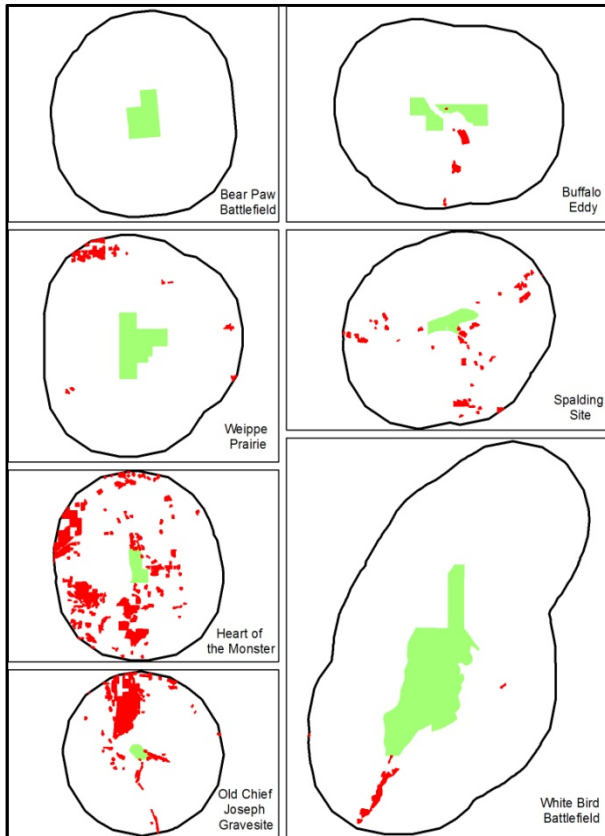 Bear Paw
Battlefield
Buffalo
Eddy
Weippe
Prairie
Spalding
Site
Heart of
the Monster
Old Chief
Joseph
Gravesite
White Bird
Battlefield